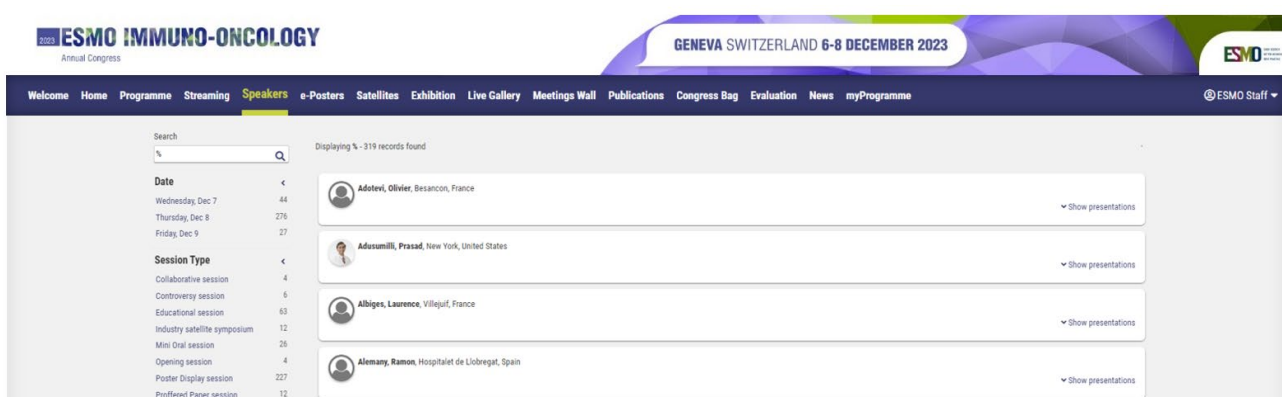 2023 ESMO IMMUNO-ONCOLOGY
Annual Congress
GENEVA SWITZERLAND 6-8 DECEMBER 2023
ESMO
Welcome Home Programme Streaming Speakers e-Posters Satellites Exhibition Live Gallery Meetings Wall Publications Congress Bag Evaluation News myProgramme ESMO Staff
Search
%
Displaying % - 319 records found
Date
Wednesday, Dec 7 44
Thursday, Dec 8 276
Friday, Dec 9 27
Session Type
Collaborative session 4
Controversy session 6
Educational session 63
Industry satellite symposium 12
Mini Oral session 26
Opening session 4
Poster Display session 227
Proffered Paper session 12
Adotevi, Olivier, Besancon, France
Show presentations
Adusumilli, Prasad, New York, United States
Show presentations
Albiges, Laurence, Villejuif, France
Show presentations
Alemany, Ramon, Hospitalet de Llobregat, Spain
Show presentations